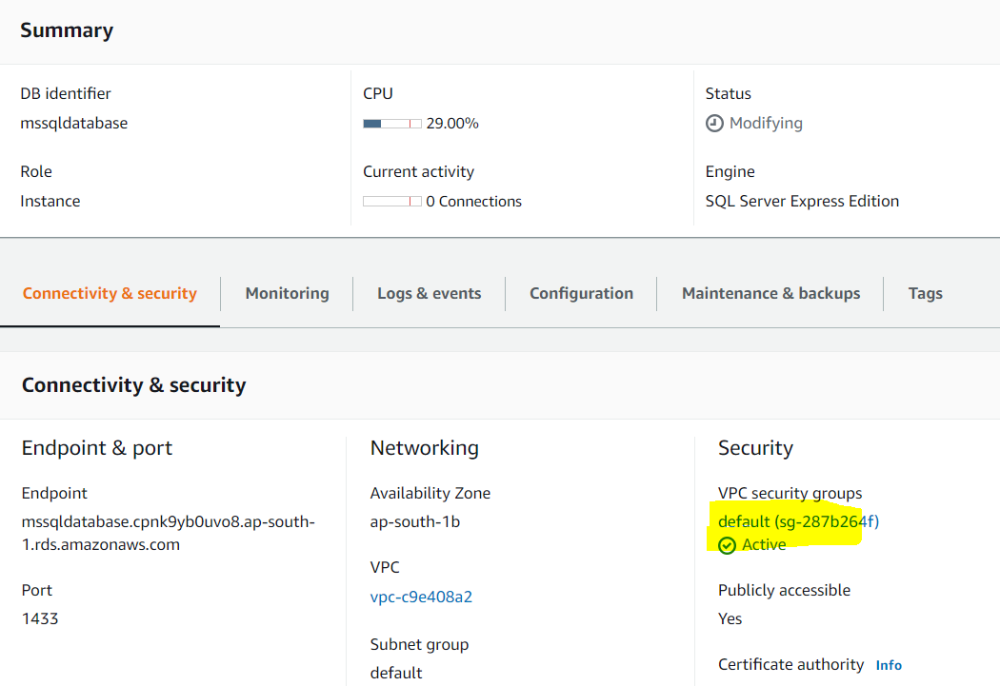 Summary
DB identifier
mssqldatabase
CPU
29.00%
Status
Modifying
Role
Instance
Current activity
0 Connections
Engine
SQL Server Express Edition
Connectivity & security
Monitoring
Logs & events
Configuration
Maintenance & backups
Tags
Connectivity & security
Endpoint & port
Endpoint
mssqldatabase.cpnk9yb0uvo8.ap-south-
1.rds.amazonaws.com
Port
1433
Networking
Availability Zone
ap-south-1b
VPC
vpc-c9e408a2
Subnet group
default
Security
VPC security groups
default (sg-287b264f)
Active
Publicly accessible
Yes
Certificate authority Info